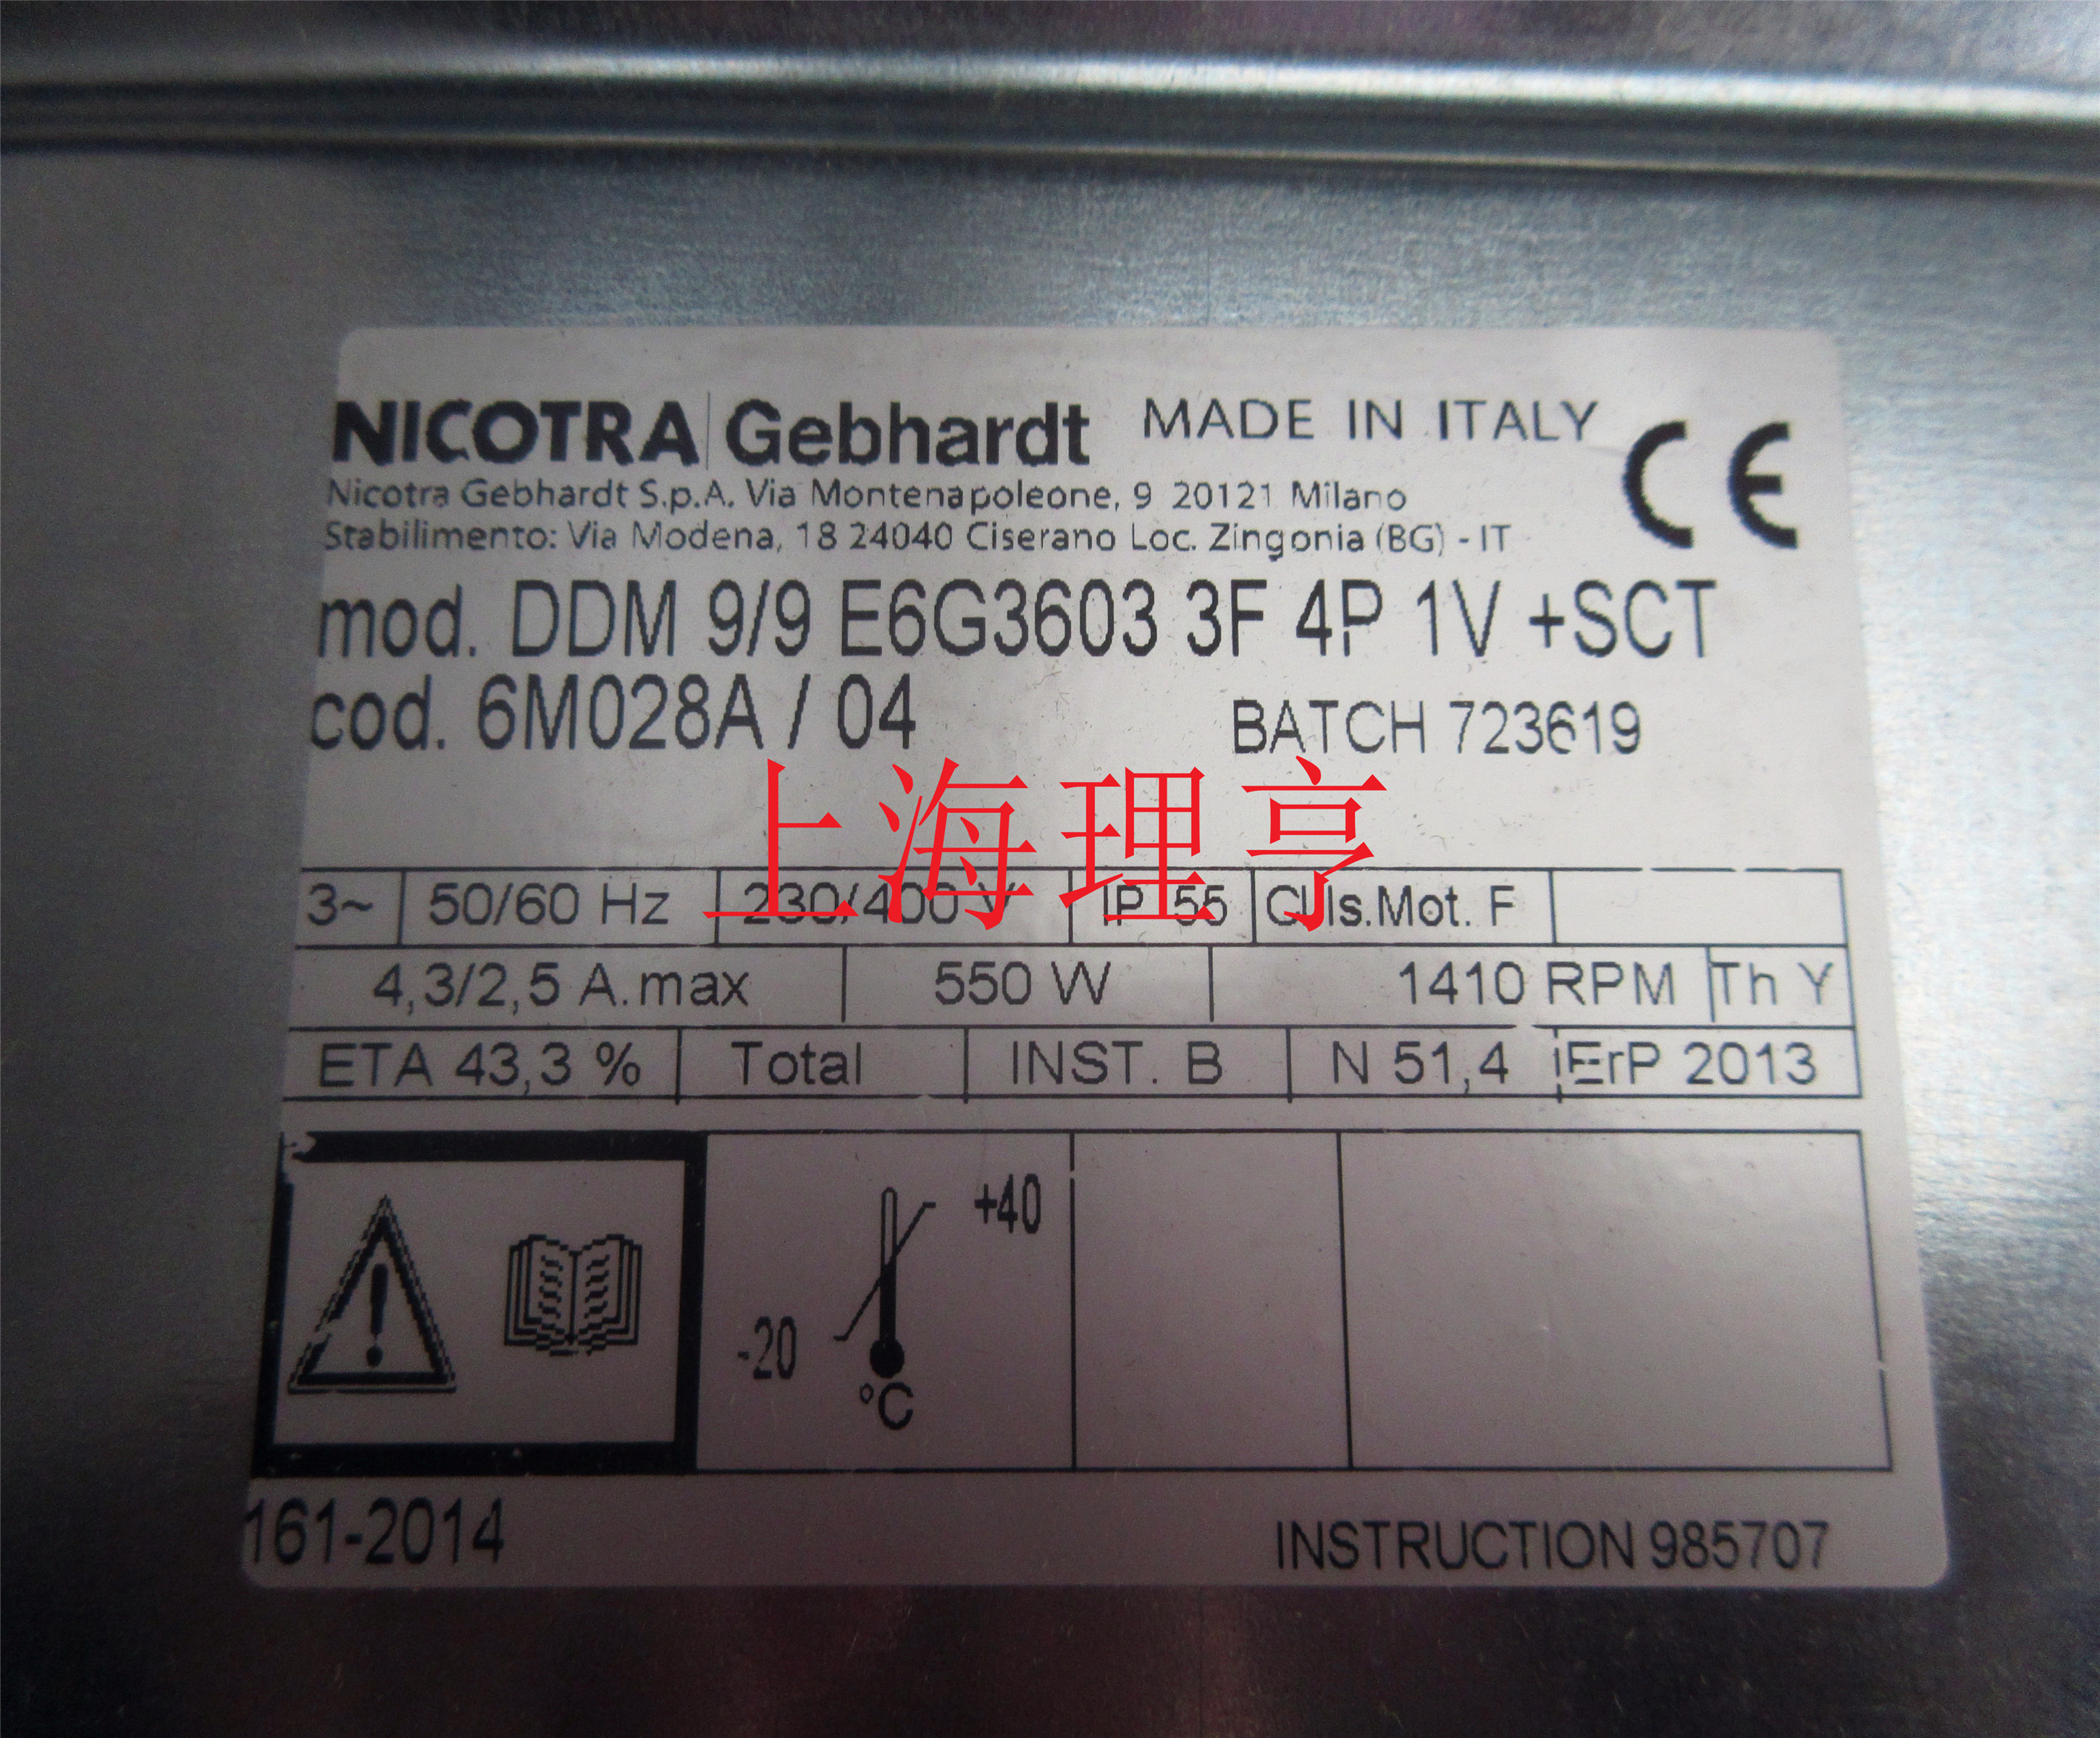 NICOTRA Gebhardt MADE IN ITALY CE
Nicotra Gebhardt S.p.A. Via Montenapoleone, 9 20121 Milano
Stabilimento: Via Modena, 18 24040 Ciserano Loc. Zingonia (BG) - IT
mod. DDM 9/9 E6G3603 3F 4P 1V +SCT
cod. 6M028A / 04 BATCH 723619
上海理亨
3~ 50/60 Hz 230/400 V IP 55 Cl.Is.Mot. F
4,3/2,5 A.max 550 W 1410 RPM Th Y
ETA 43,3 % Total INST. B N 51,4 ErP 2013
+40
-20
°C
161-2014 INSTRUCTION 985707